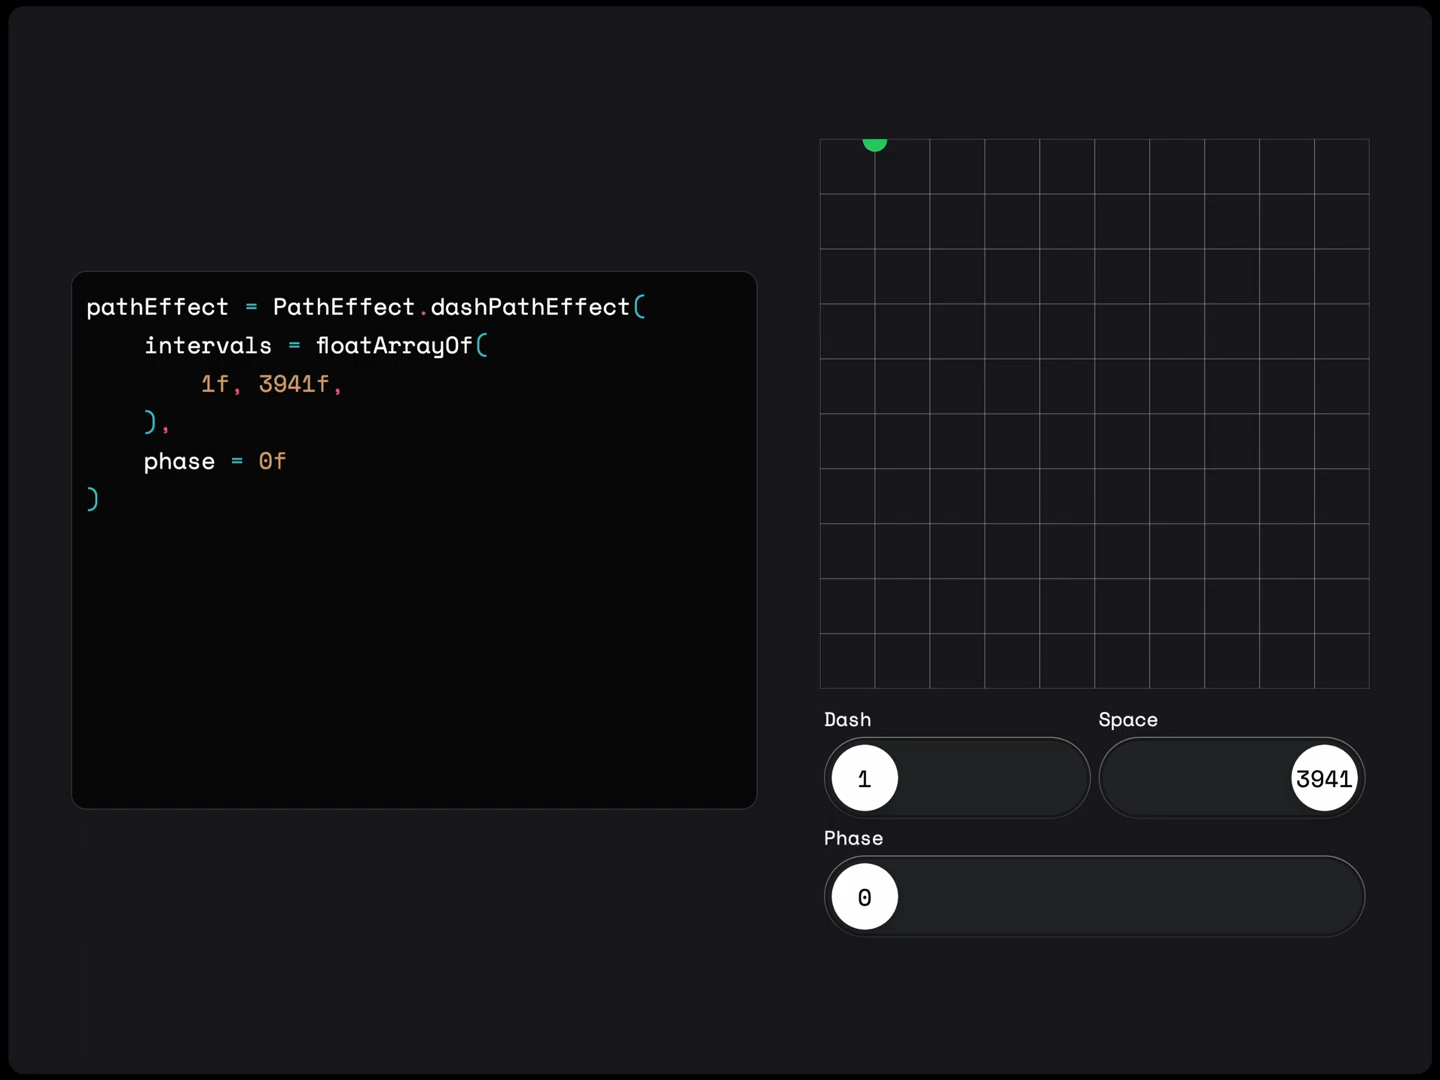 pathEffect = PathEffect.dashPathEffect(
    intervals = floatArrayOf(
        1f, 3941f,
    ),
    phase = 0f
)
Dash
Space
1
3941
Phase
0